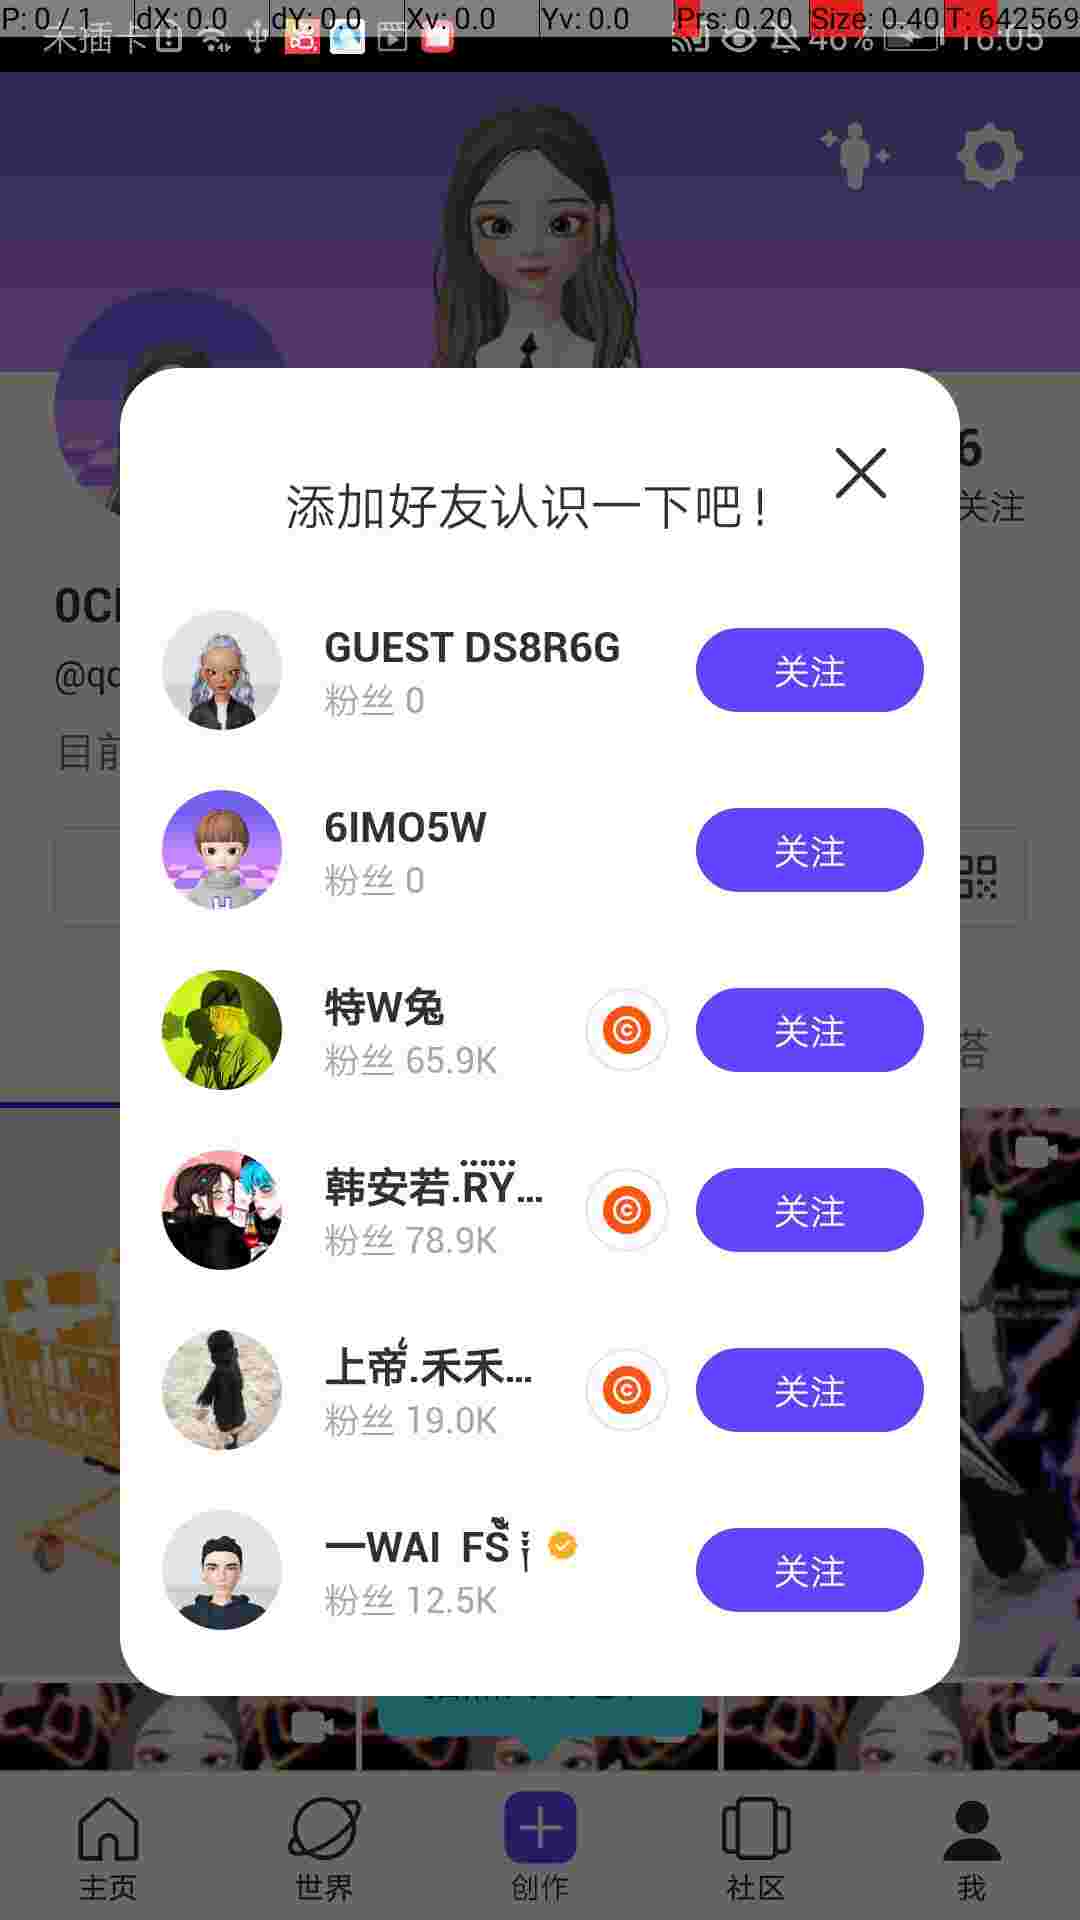 P: 0 / 1 dX: 0.0 dY: 0.0 Xv: 0.0 Yv: 0.0 Prs: 0.20 Size: 0.40 T: 642569
未插卡 46% 16:05
6
关注
添加好友认识一下吧!
@qc
目前
GUEST DS8R6G
粉丝 0
关注
6IMO5W
粉丝 0
关注
特W兔
粉丝 65.9K
关注
韩安若.RY...
粉丝 78.9K
关注
上帝.禾禾...
粉丝 19.0K
关注
一WAI FS
粉丝 12.5K
关注
主页 世界 创作 社区 我